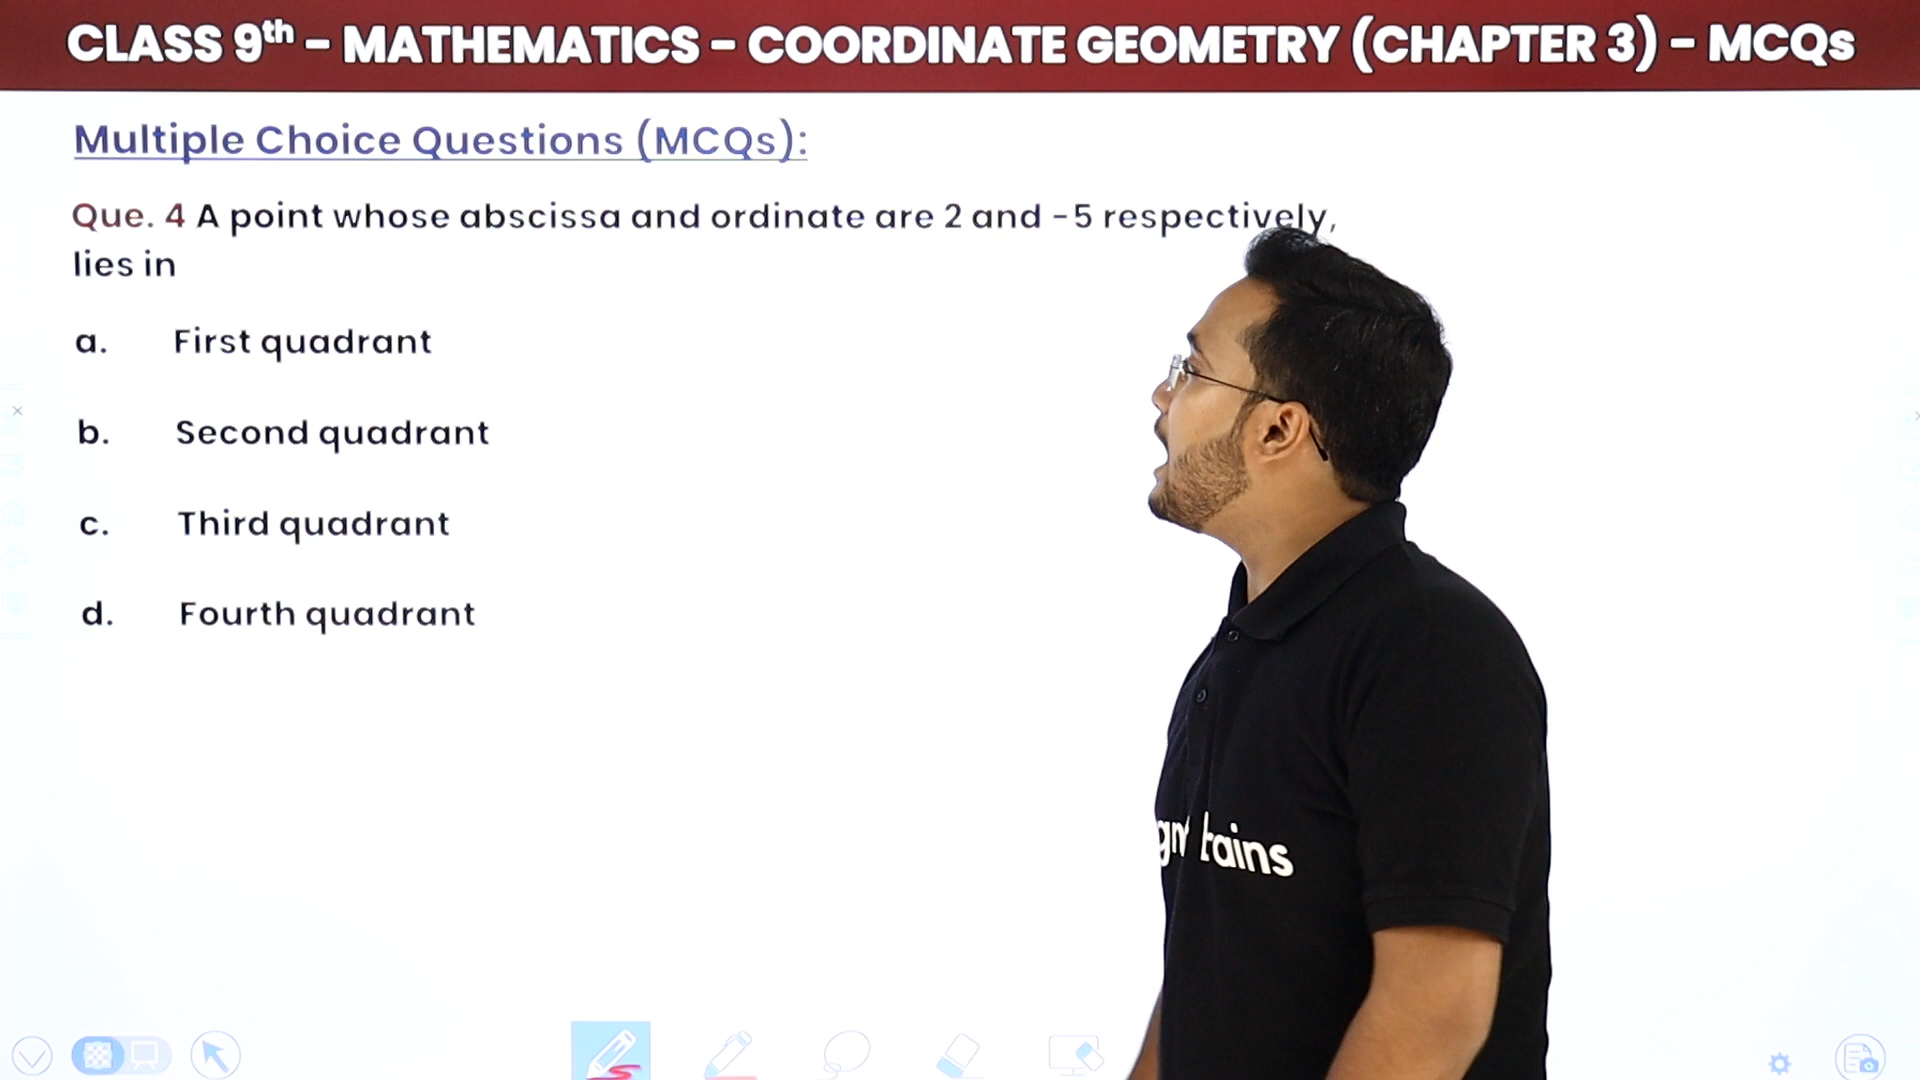 CLASS 9th – MATHEMATICS – COORDINATE GEOMETRY (CHAPTER 3) – MCQs
Multiple Choice Questions (MCQs):
Que. 4 A point whose abscissa and ordinate are 2 and -5 respectively,
lies in
a. First quadrant
b. Second quadrant
c. Third quadrant
d. Fourth quadrant